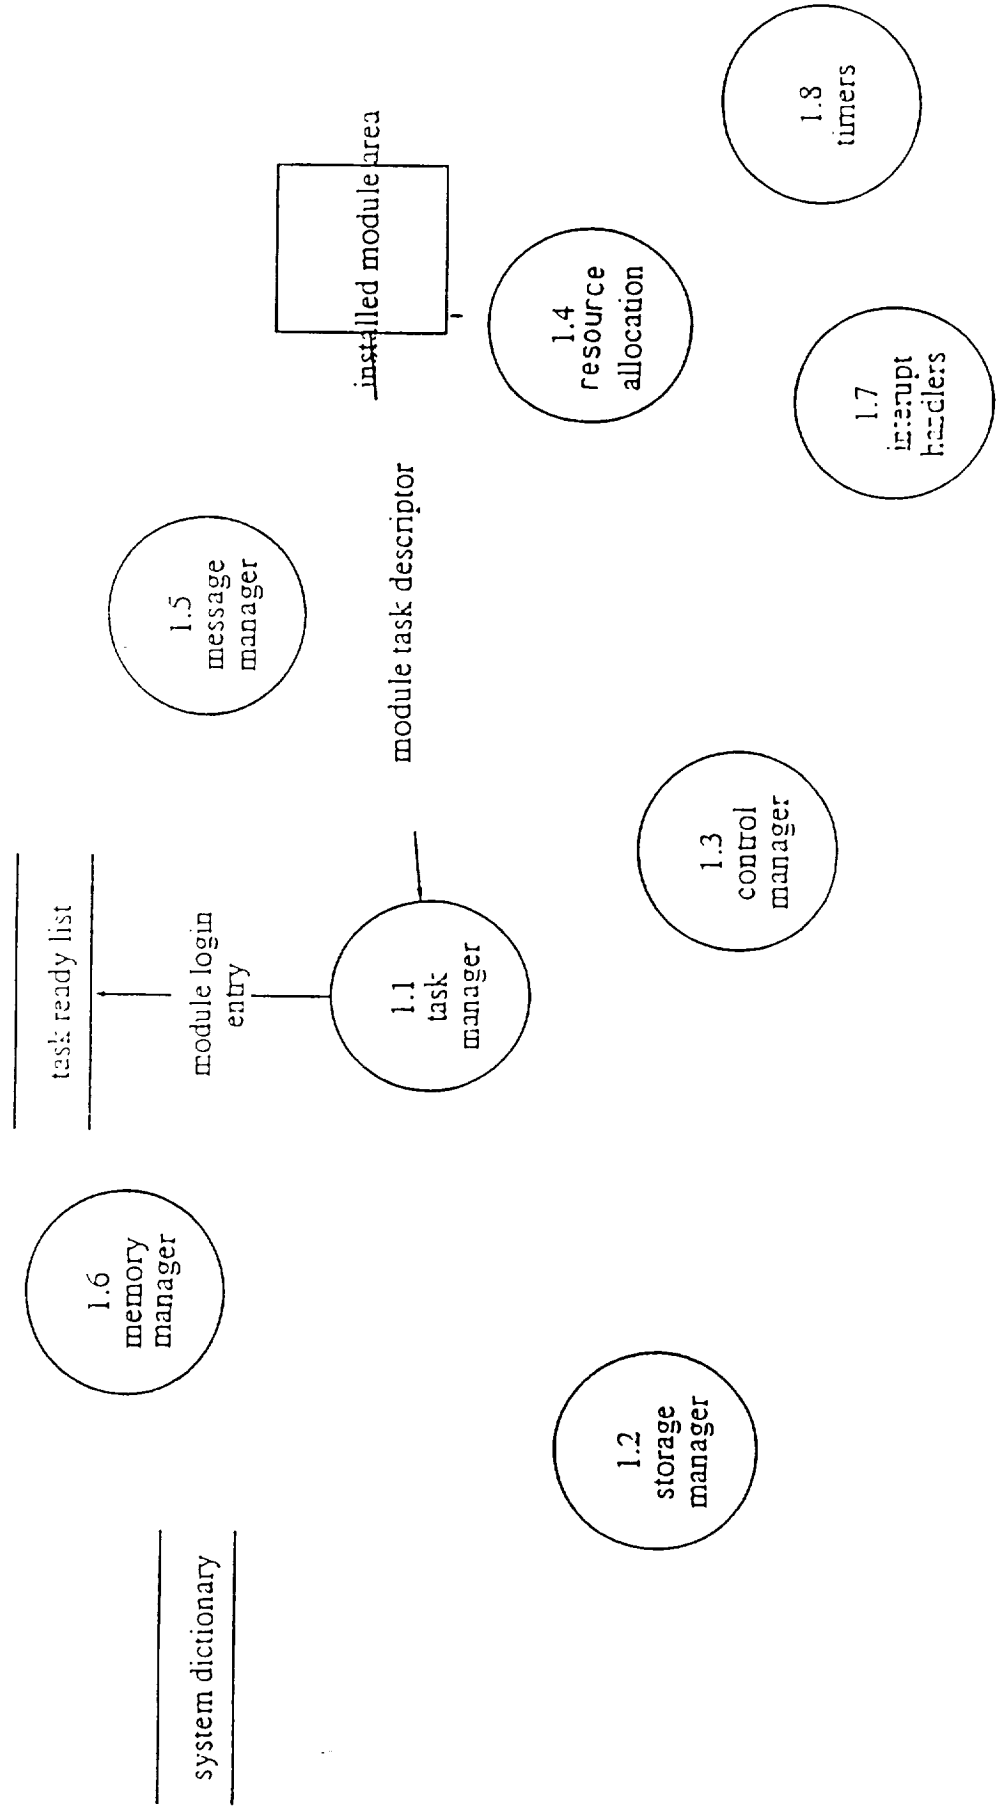 system dictionary
1.6
memory
manager
task ready list
module login
entry
1.1
task
manager
1.5
message
manager
module task descriptor
installed module area
1.2
storage
manager
1.3
control
manager
1.4
resource
allocation
1.7
interupt
handlers
1.8
timers